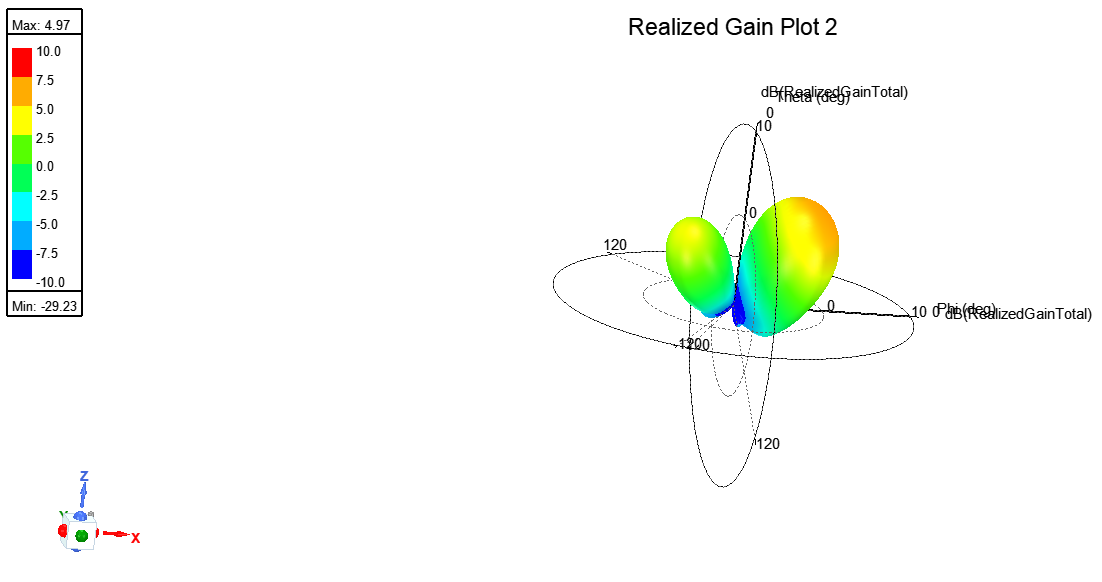 Realized Gain Plot 2
Max: 4.97
10.0
7.5
5.0
2.5
0.0
-2.5
-5.0
-7.5
-10.0
Min: -29.23
dB(RealizedGainTotal)
Theta (deg)
0
10
0
120
0
10
0
Phi (deg)
dB(RealizedGainTotal)
-120
120
Z
Y
X